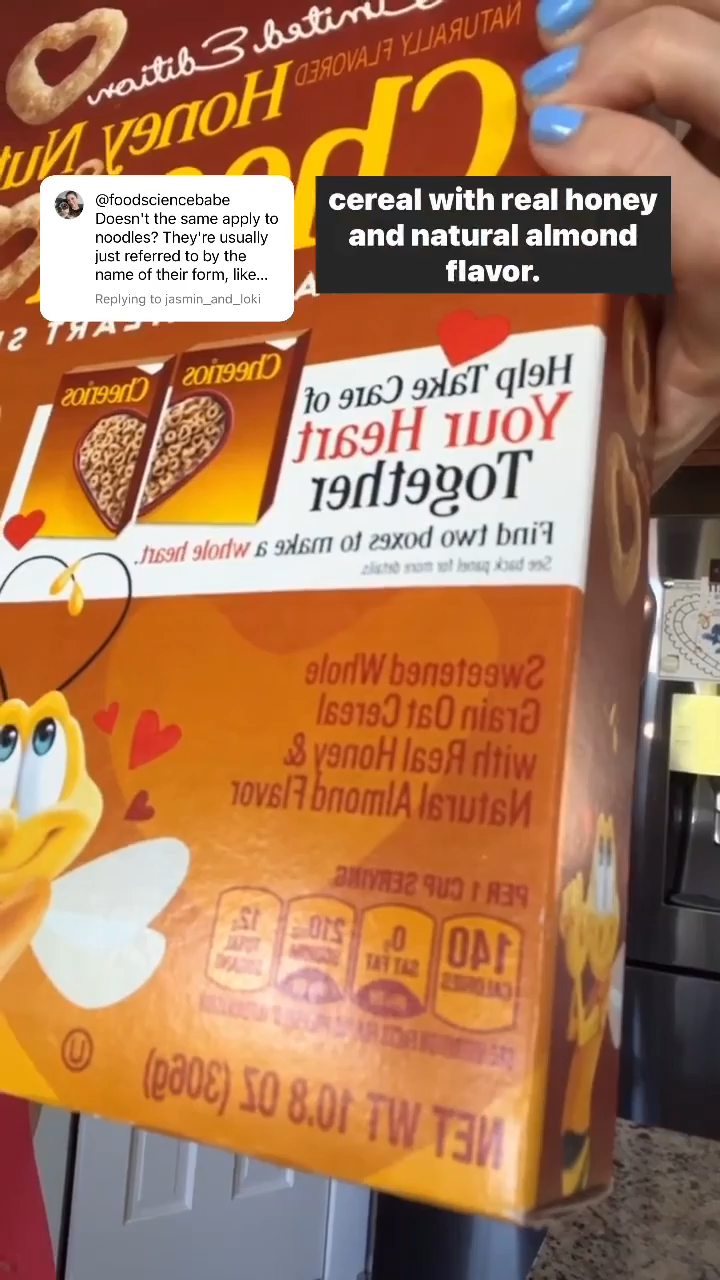 Limited Edition
NATURALLY FLAVORED
Honey Nut
@foodsciencebabe
Doesn't the same apply to
noodles? They're usually
just referred to by the
name of their form, like...
Replying to jasmin_and_loki
cereal with real honey
and natural almond
flavor.
Cheerios
Cheerios
Help Take Care of
Your Heart
Together
Find two boxes to make a whole heart.
See back panel for more details.
Sweetened Whole
Grain Oat Cereal
with Real Honey &
Natural Almond Flavor
PER 1 CUP SERVING
140
CALORIES
0g
SAT FAT
210mg
SODIUM
12g
TOTAL
SUGARS
U
NET WT 10.8 OZ (306g)